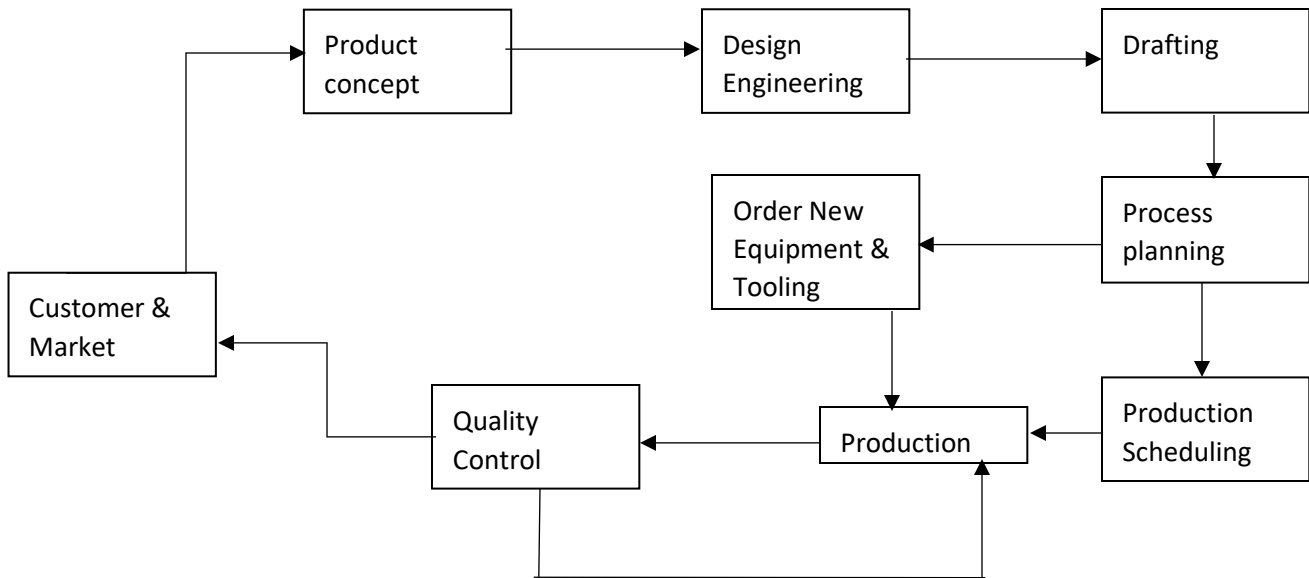 Product
concept
Design
Engineering
Drafting
Order New
Equipment &
Tooling
Process
planning
Customer &
Market
Quality
Control
Production
Production
Scheduling